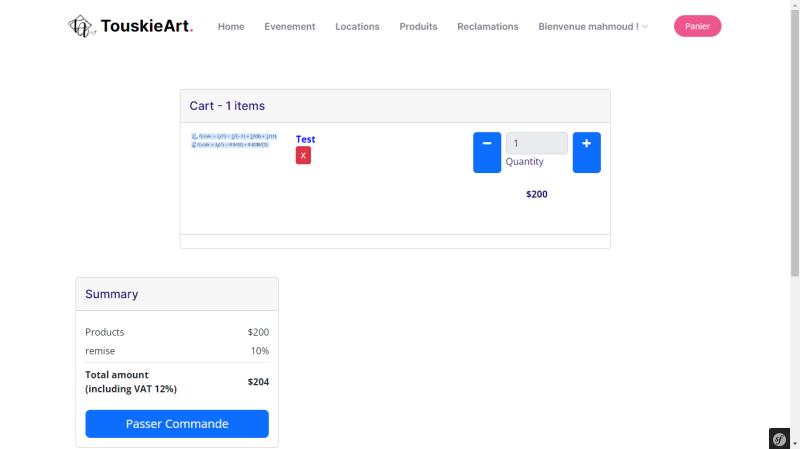 TouskieArt.
Home
Evenement
Locations
Produits
Reclamations
Bienvenue mahmoud !
Panier
Cart - 1 items
Test
X
1
Quantity
$200
Summary
Products $200
remise 10%
Total amount
(including VAT 12%) $204
Passer Commande
sf